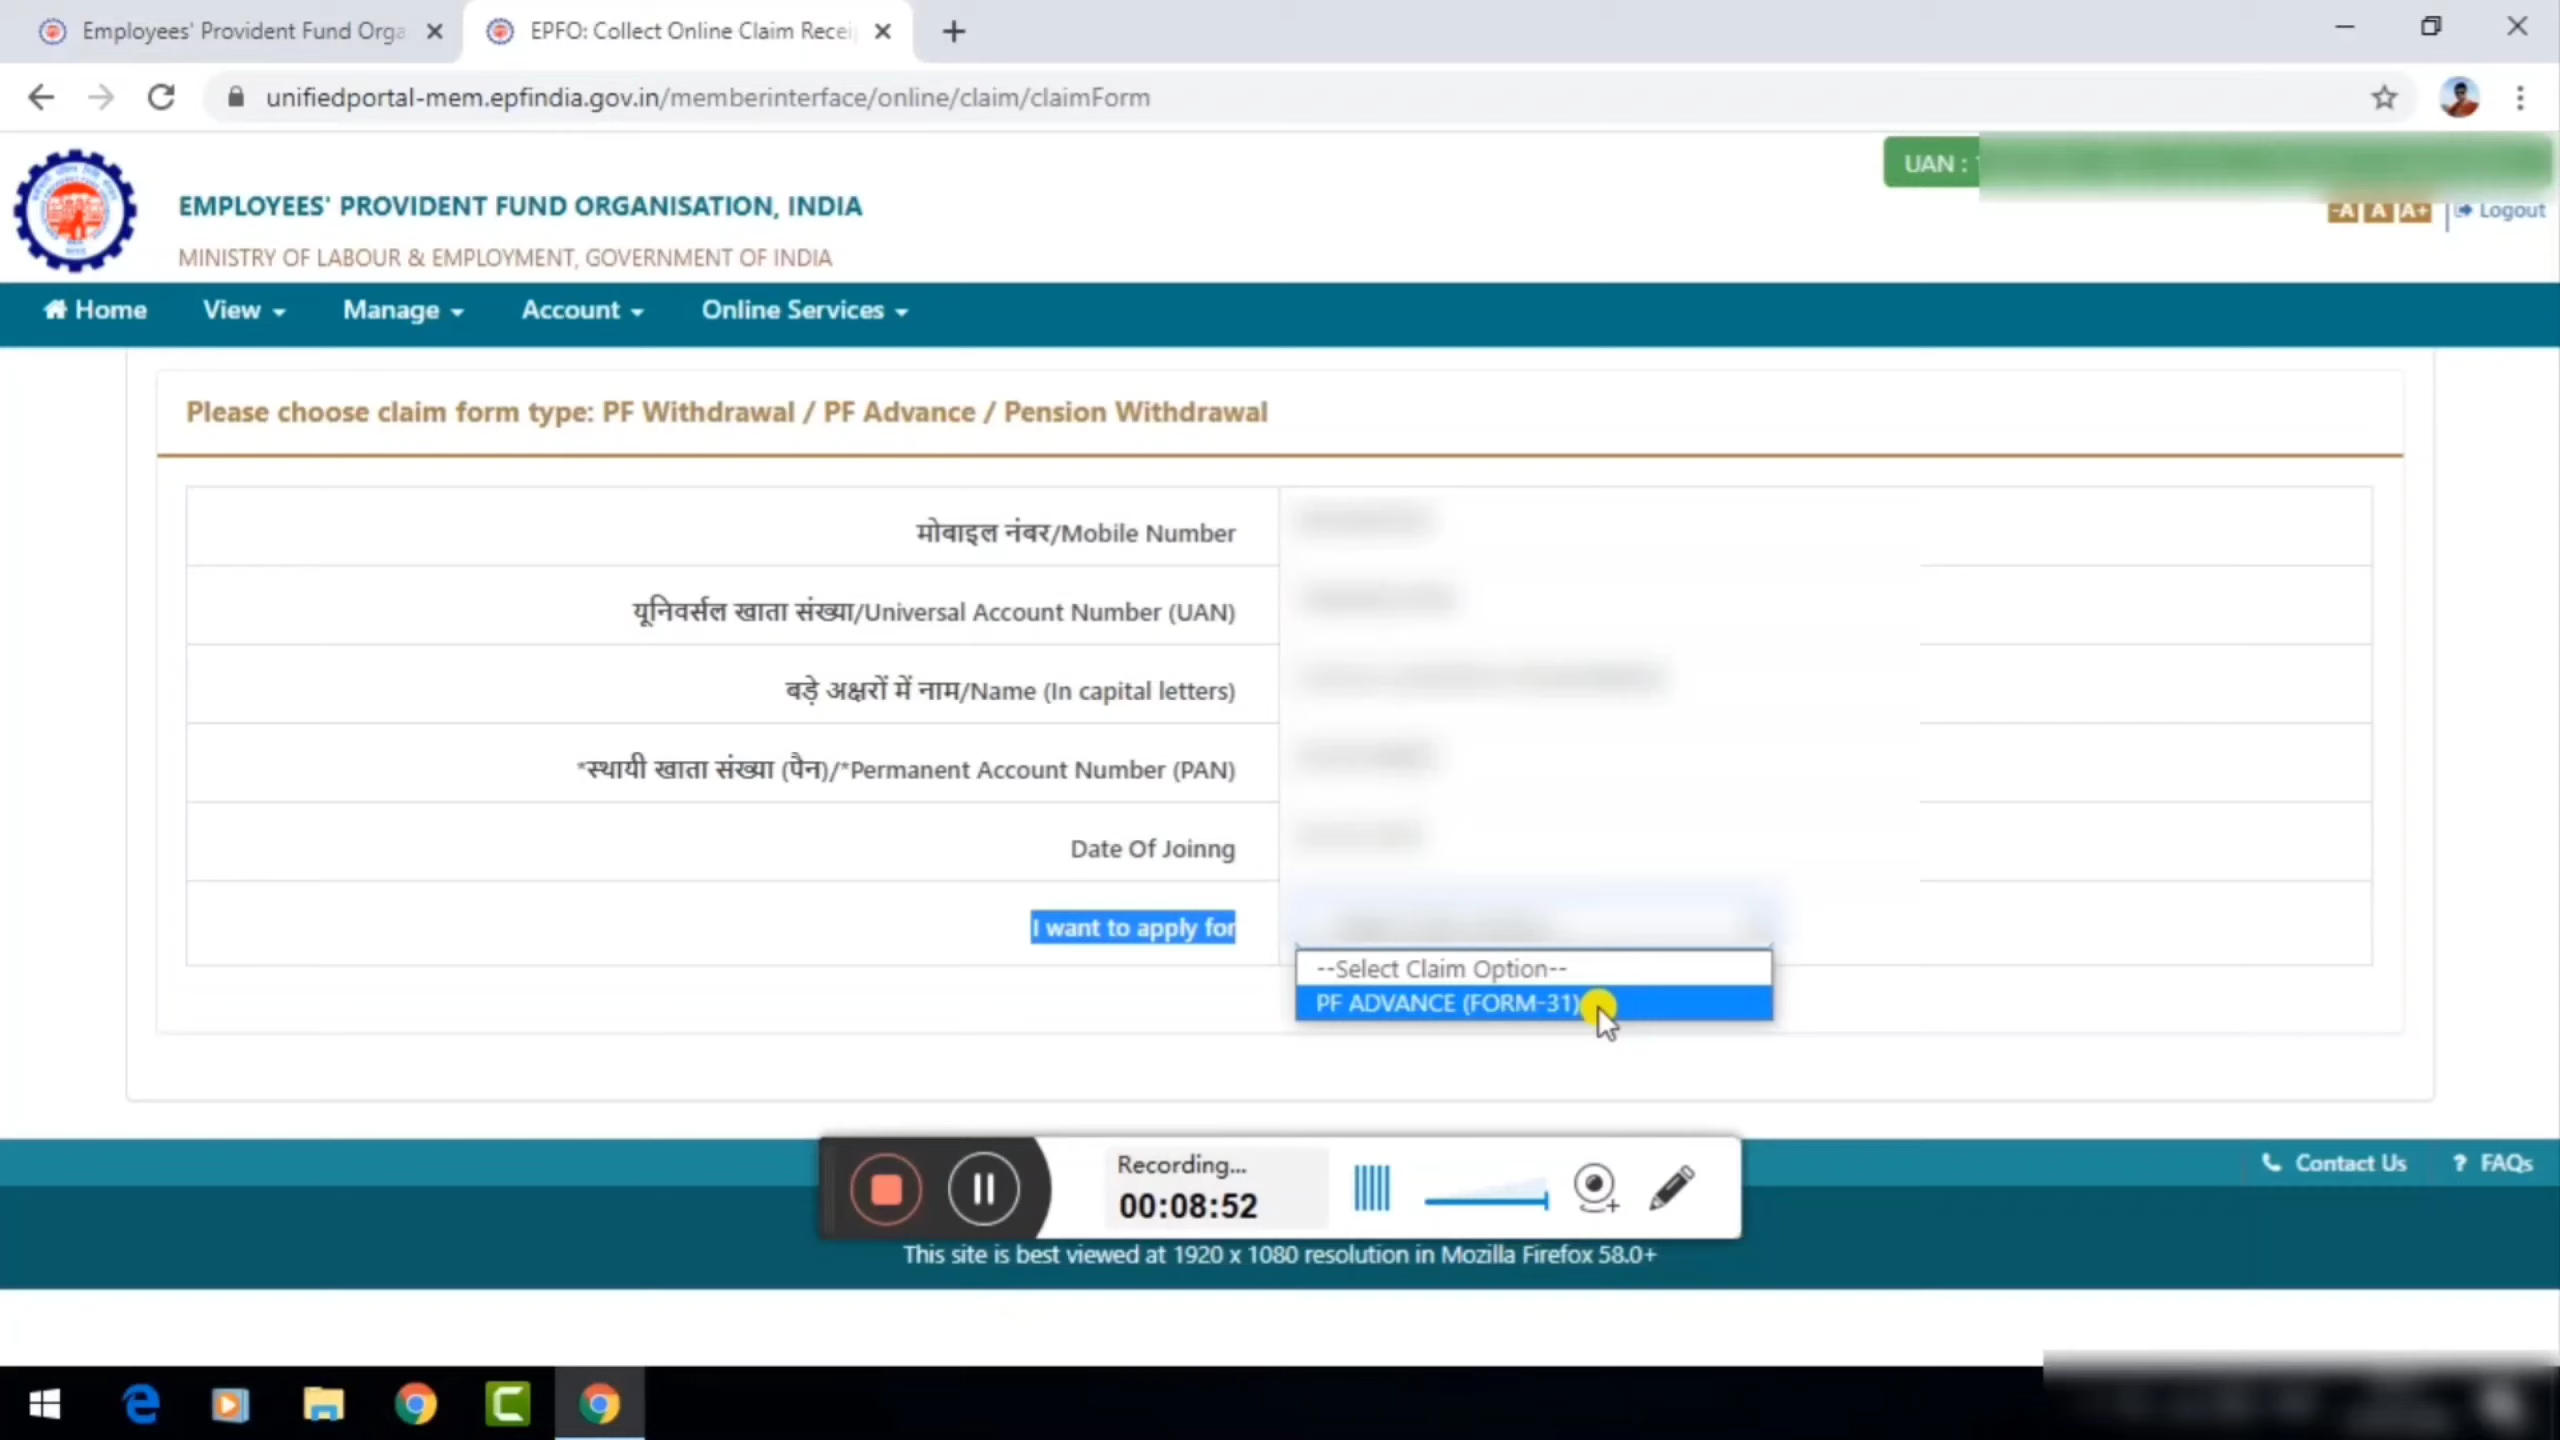 Employees' Provident Fund Orga
EPFO: Collect Online Claim Recei
unifiedportal-mem.epfindia.gov.in/memberinterface/online/claim/claimForm
UAN :
EMPLOYEES' PROVIDENT FUND ORGANISATION, INDIA
MINISTRY OF LABOUR & EMPLOYMENT, GOVERNMENT OF INDIA
-A A A+ Logout
Home View Manage Account Online Services
Please choose claim form type: PF Withdrawal / PF Advance / Pension Withdrawal
मोबाइल नंबर/Mobile Number
यूनिवर्सल खाता संख्या/Universal Account Number (UAN)
बड़े अक्षरों में नाम/Name (In capital letters)
*स्थायी खाता संख्या (पैन)/*Permanent Account Number (PAN)
Date Of Joinng
I want to apply for
--Select Claim Option--
PF ADVANCE (FORM-31)
Contact Us ? FAQs
Recording...
00:08:52
This site is best viewed at 1920 x 1080 resolution in Mozilla Firefox 58.0+